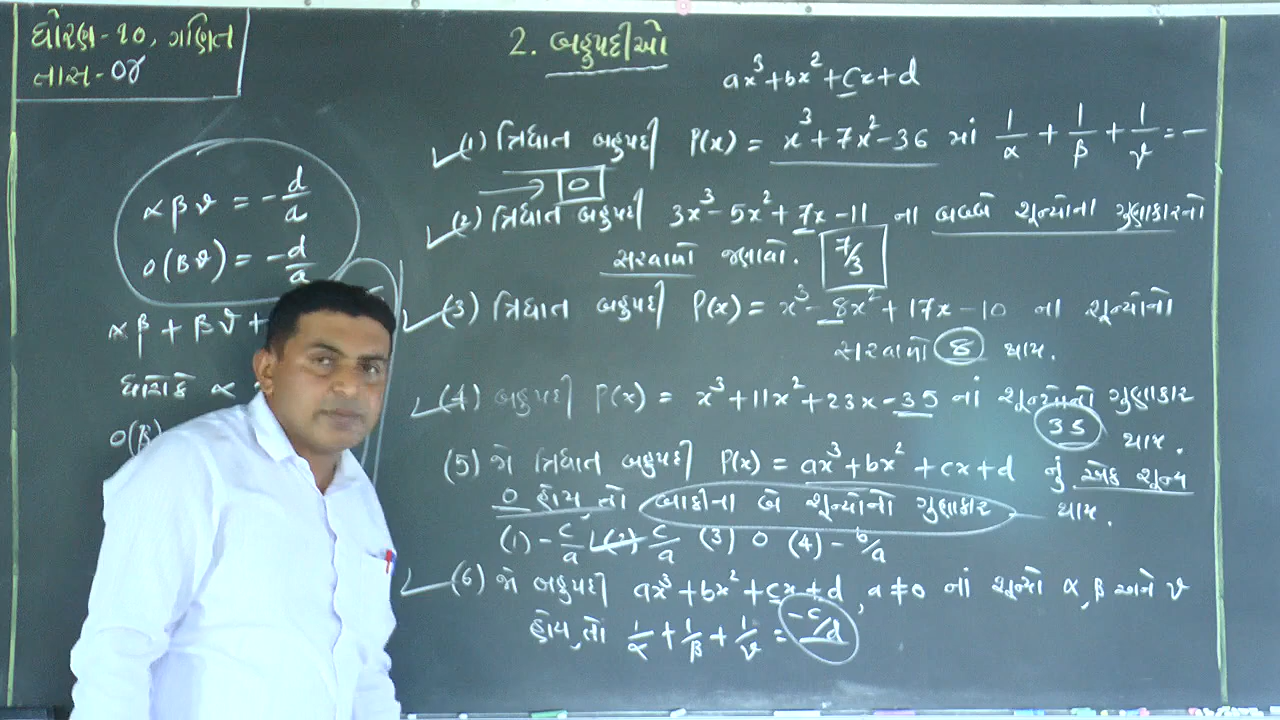 ધોરણ-૧૦, ગણિત
તાસ-૦૪
2. બહુપદીઓ
ax³+bx²+cx+d
(1) ત્રિઘાત બહુપદી P(x) = x³+7x²-36 માં 1/α + 1/β + 1/γ = -
→ 0
(2) ત્રિઘાત બહુપદી 3x³-5x²+7x-11 ના બબ્બે શૂન્યોના ગુણાકારનો
સરવાળો જણાવો. 7/3
(3) ત્રિઘાત બહુપદી P(x) = x³-8x²+17x-10 ના શૂન્યોનો
સરવાળો 8 થાય.
(4) બહુપદી P(x) = x³+11x²+23x-35 નાં શૂન્યોનો ગુણાકાર
35 થાય.
(5) જો ત્રિઘાત બહુપદી P(x) = ax³+bx²+cx+d નું એક શૂન્ય
0 હોય, તો બાકીના બે શૂન્યોનો ગુણાકાર થાય.
(1) -c/a (2) c/a (3) 0 (4) -b/a
(6) જો બહુપદી ax³+bx²+cx+d, a≠0 નાં શૂન્યો α, β અને γ
હોય, તો 1/α + 1/β + 1/γ = -c/d
αβγ = -d/a
0(βγ) = -d/a
αβ+βγ+
ધારો કે α
0(β)